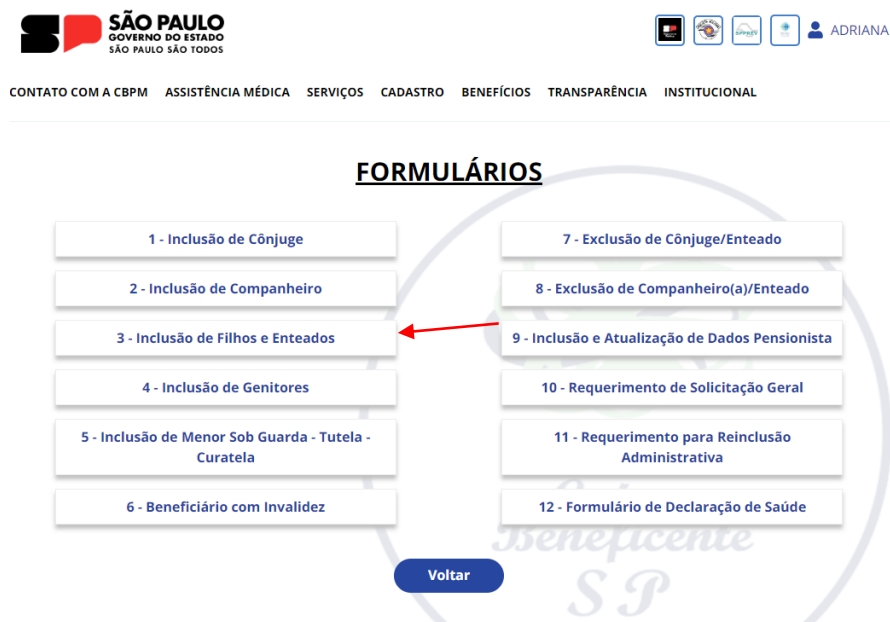 SÃO PAULO
GOVERNO DO ESTADO
SÃO PAULO SÃO TODOS
ADRIANA
CONTATO COM A CBPM ASSISTÊNCIA MÉDICA SERVIÇOS CADASTRO BENEFÍCIOS TRANSPARÊNCIA INSTITUCIONAL
FORMULÁRIOS
1 - Inclusão de Cônjuge
2 - Inclusão de Companheiro
3 - Inclusão de Filhos e Enteados
4 - Inclusão de Genitores
5 - Inclusão de Menor Sob Guarda - Tutela -
Curatela
6 - Beneficiário com Invalidez
7 - Exclusão de Cônjuge/Enteado
8 - Exclusão de Companheiro(a)/Enteado
9 - Inclusão e Atualização de Dados Pensionista
10 - Requerimento de Solicitação Geral
11 - Requerimento para Reinclusão
Administrativa
12 - Formulário de Declaração de Saúde
Beneficente
SP
Voltar